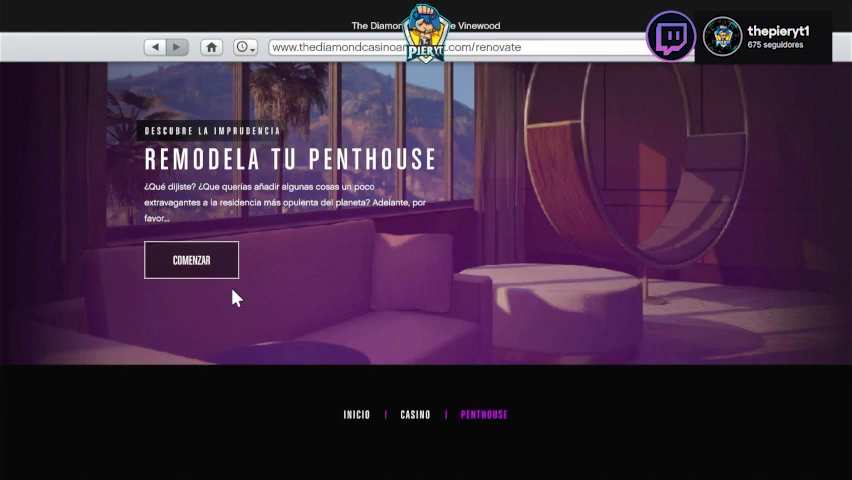 The Diamon e Vinewood
www.thediamondcasinoan .com/renovate
PIERYT
thepieryt1
675 seguidores
DESCUBRE LA IMPRUDENCIA
REMODELA TU PENTHOUSE
¿Qué dijiste? ¿Que querías añadir algunas cosas un poco
extravagantes a la residencia más opulenta del planeta? Adelante, por
favor...
COMENZAR
INICIO | CASINO | PENTHOUSE